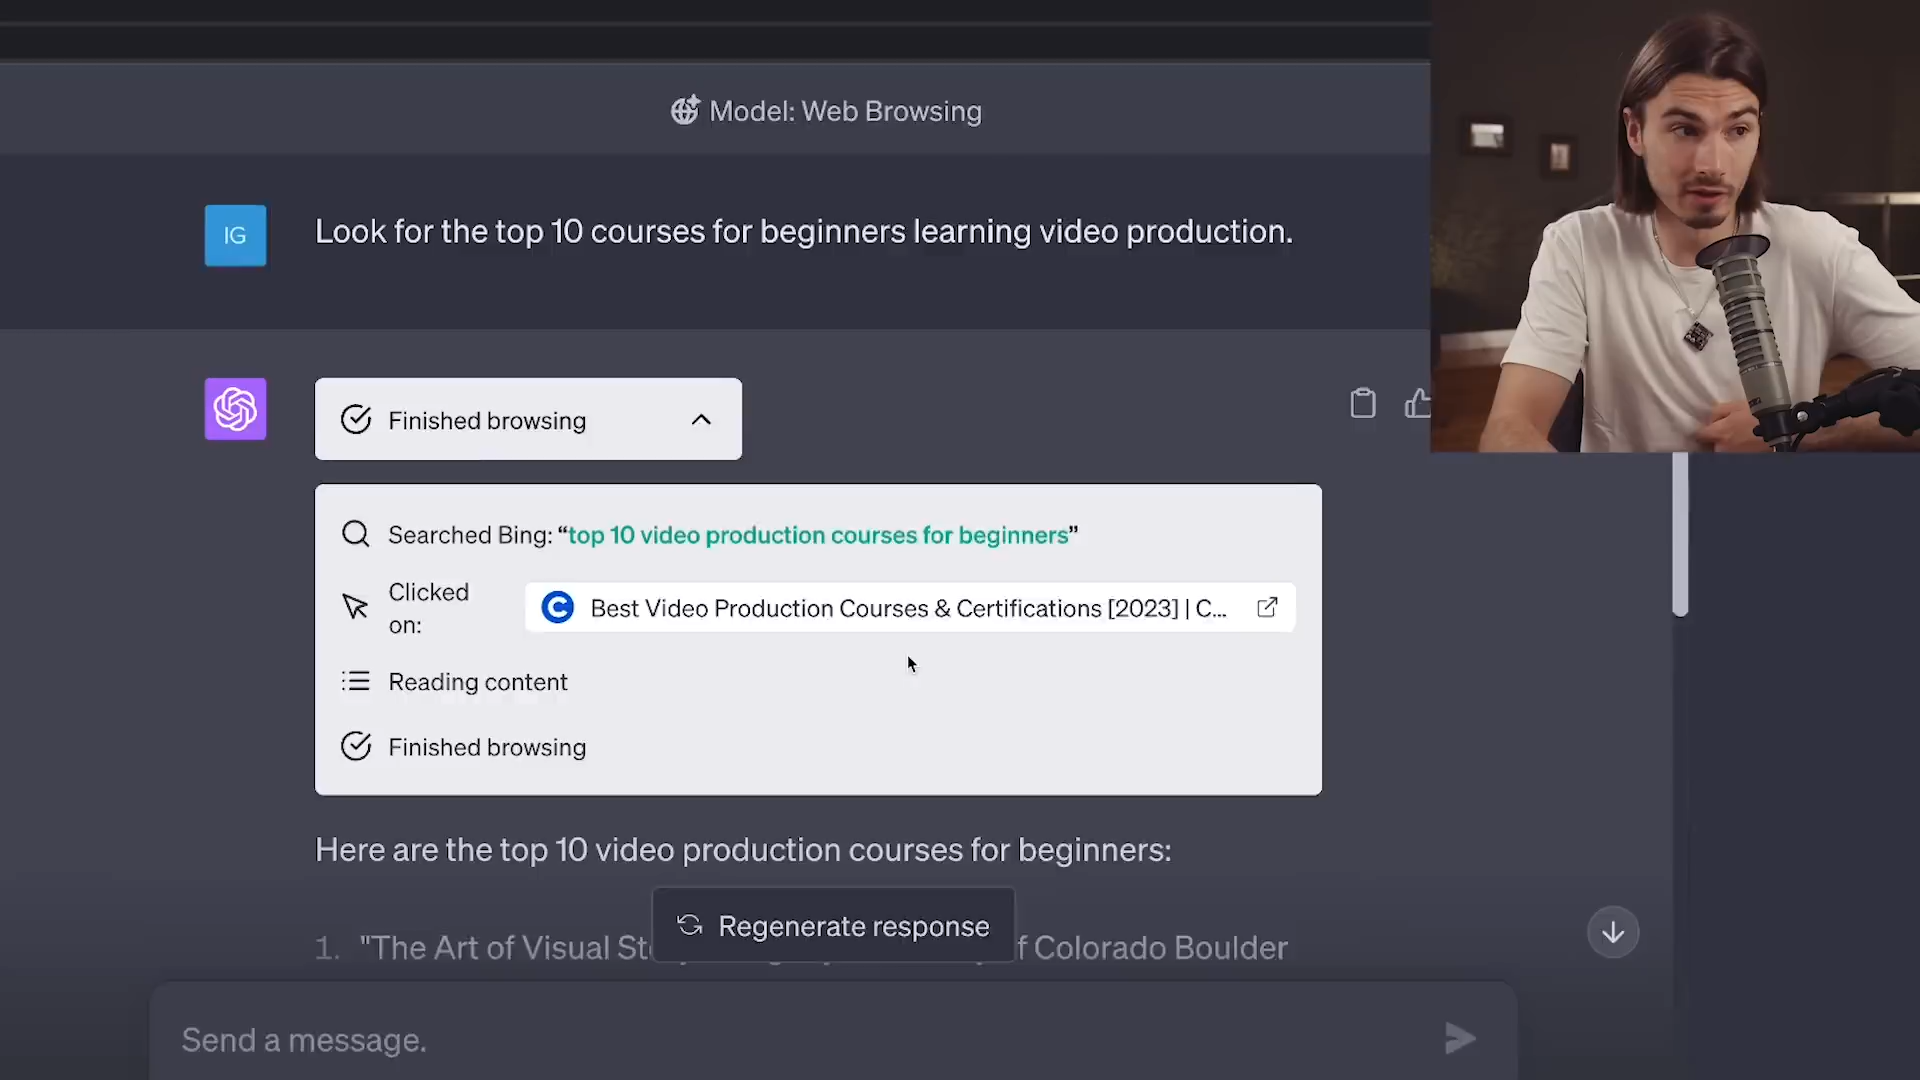 Model: Web Browsing
IG
Look for the top 10 courses for beginners learning video production.
Finished browsing
Searched Bing: “top 10 video production courses for beginners”
Clicked
on:
Best Video Production Courses & Certifications [2023] | C...
Reading content
Finished browsing
Here are the top 10 video production courses for beginners:
1. "The Art of Visual f Colorado Boulder
Regenerate response
Send a message.